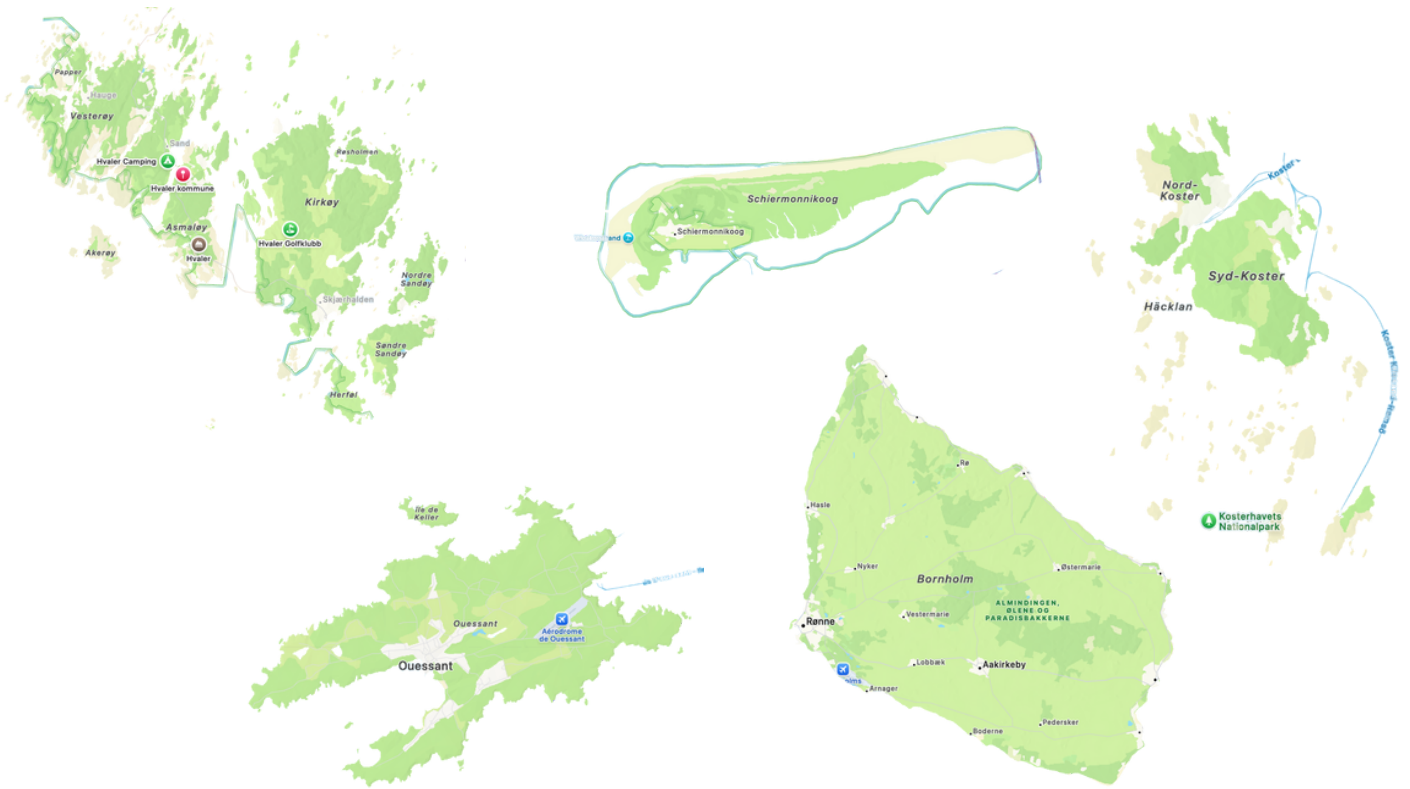 Papper
Hauge
Vesterøy
Sand
Hvaler Camping
Hvaler kommune
Asmaløy
Hvaler
Akerøy
Røsholmen
Kirkøy
Hvaler Golfklubb
Nordre
Sandøy
Skjærhalden
Søndre
Sandøy
Herføl
Schiermonnikoog
Schiermonnikoog
Nord-
Koster
Koster
Syd-Koster
Häcklan
Kosterhavets
Nationalpark
Île de
Keller
Ouessant
Aérodrome
de Ouessant
Ouessant
Rø
Hasle
Nyker
Bornholm
Østermarie
ALMINDINGEN,
ØLENE OG
PARADISBAKKERNE
Vestermarie
Rønne
Lobbæk
Aakirkeby
Arnager
Pedersker
Boderne